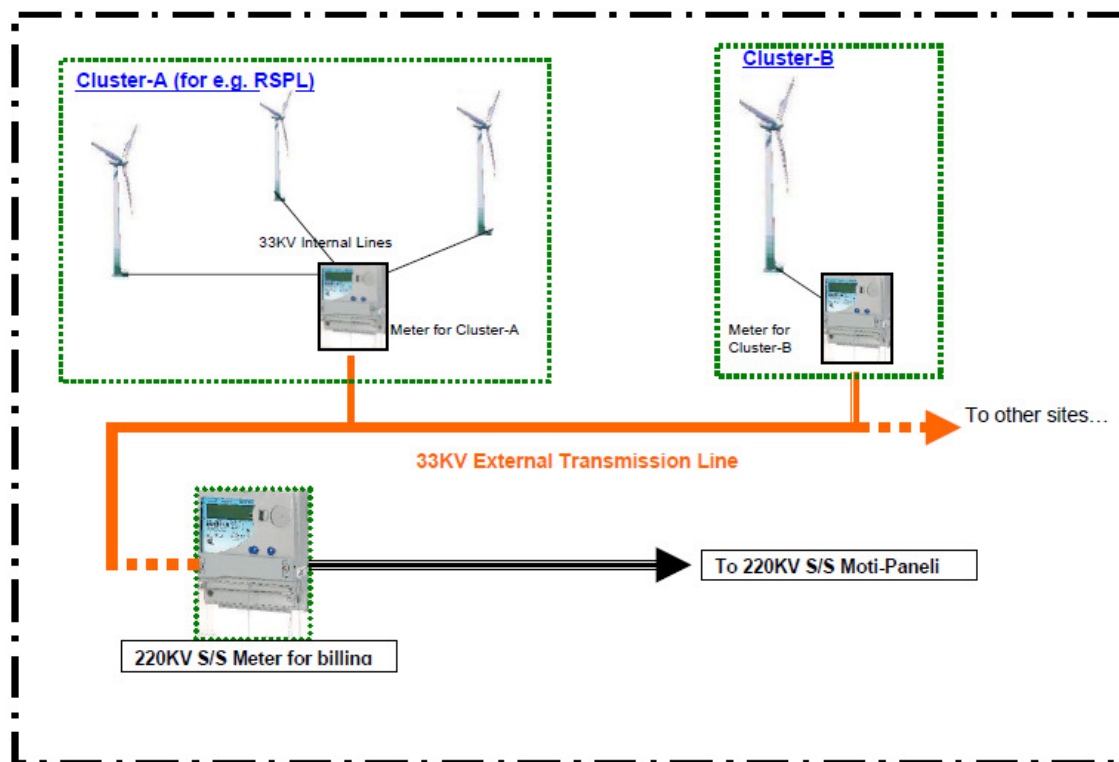 Cluster-A (for e.g. RSPL)
Cluster-B
33KV Internal Lines
Meter for Cluster-A
Meter for
Cluster-B
To other sites…
33KV External Transmission Line
To 220KV S/S Moti-Paneli
220KV S/S Meter for billing